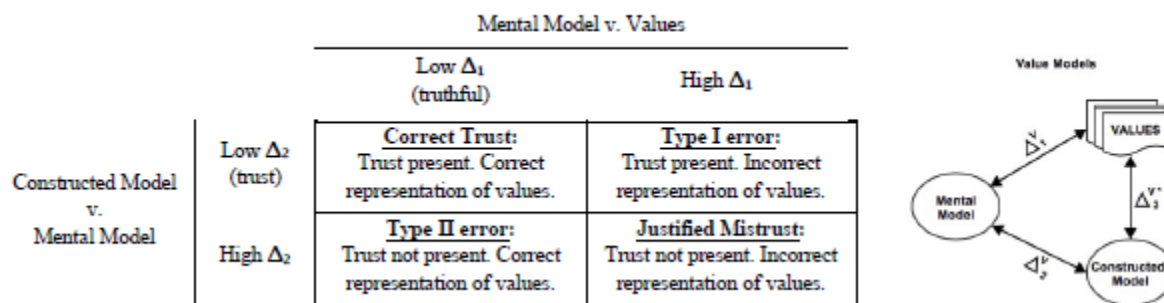 Mental Model v. Values
Low Δ₁
(truthful)
High Δ₁
Constructed Model
v.
Mental Model
Low Δ₂
(trust)
Correct Trust:
Trust present. Correct
representation of values.
Type I error:
Trust present. Incorrect
representation of values.
High Δ₂
Type II error:
Trust not present. Correct
representation of values.
Justified Mistrust:
Trust not present. Incorrect
representation of values.
Value Models
VALUES
Mental
Model
Constructed
Model